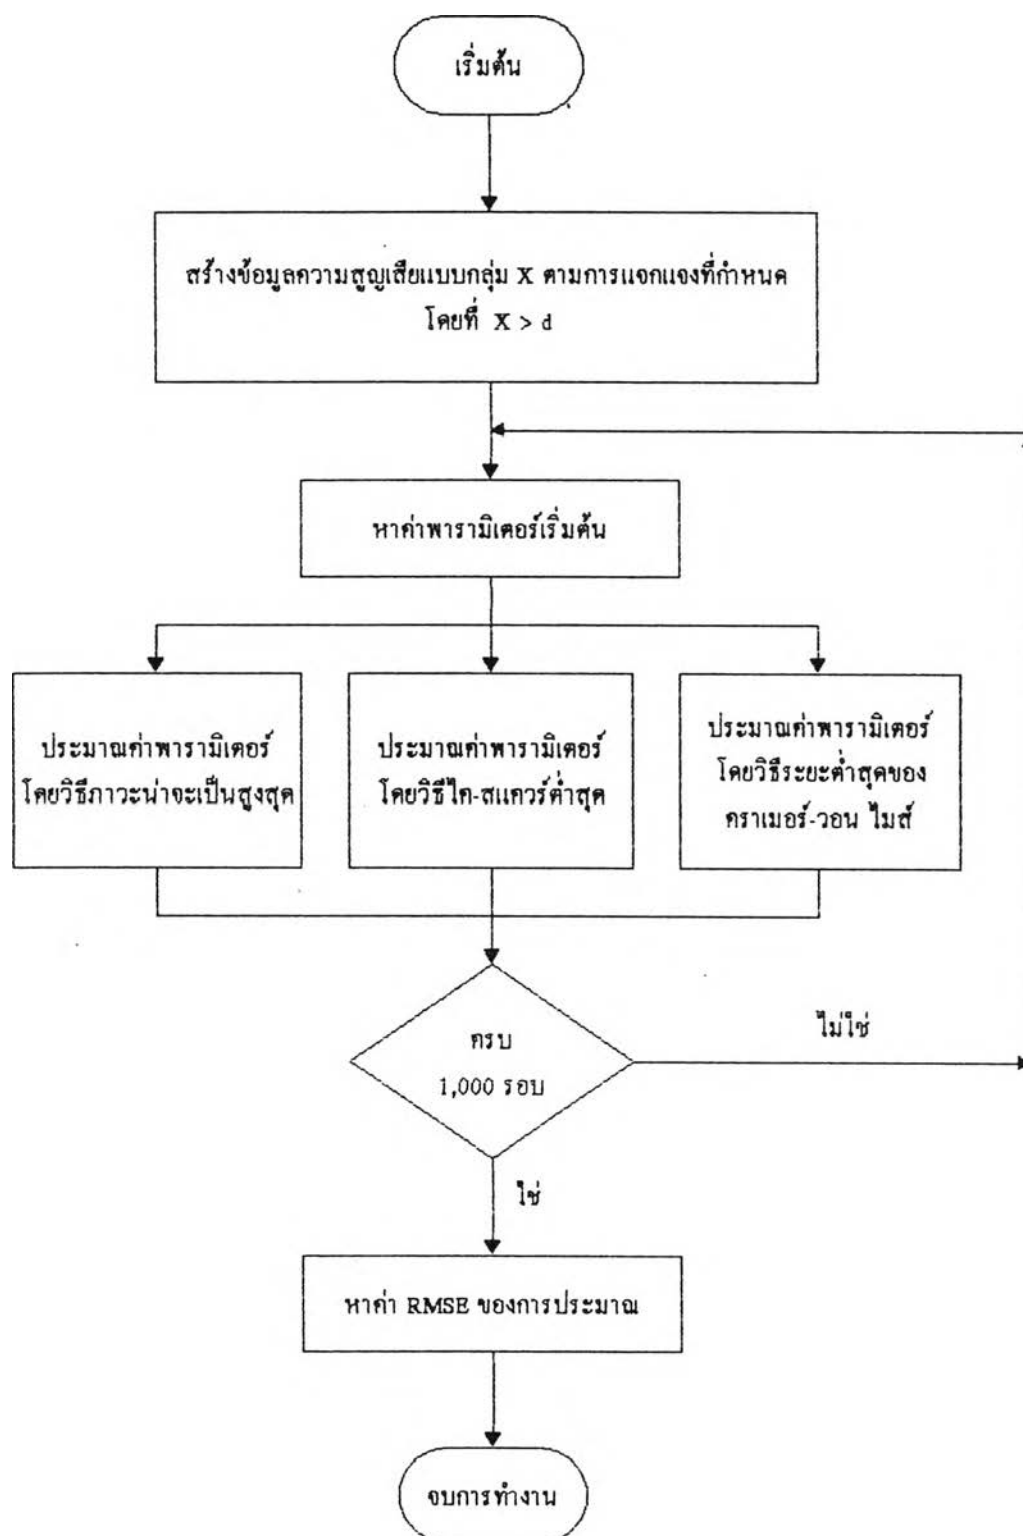 เริ่มต้น
สร้างข้อมูลความสูญเสียแบบกลุ่ม X ตามการแจกแจงที่กำหนด
โดยที่ X > d
หาค่าพารามิเตอร์เริ่มต้น
ประมาณค่าพารามิเตอร์
โดยวิธีภาวะน่าจะเป็นสูงสุด
ประมาณค่าพารามิเตอร์
โดยวิธีไค-สแควร์ต่ำสุด
ประมาณค่าพารามิเตอร์
โดยวิธีระยะต่ำสุดของ
คราเมอร์-วอน ไมส์
ครบ
1,000 รอบ
ไม่ใช่
ใช่
หาค่า RMSE ของการประมาณ
จบการทำงาน